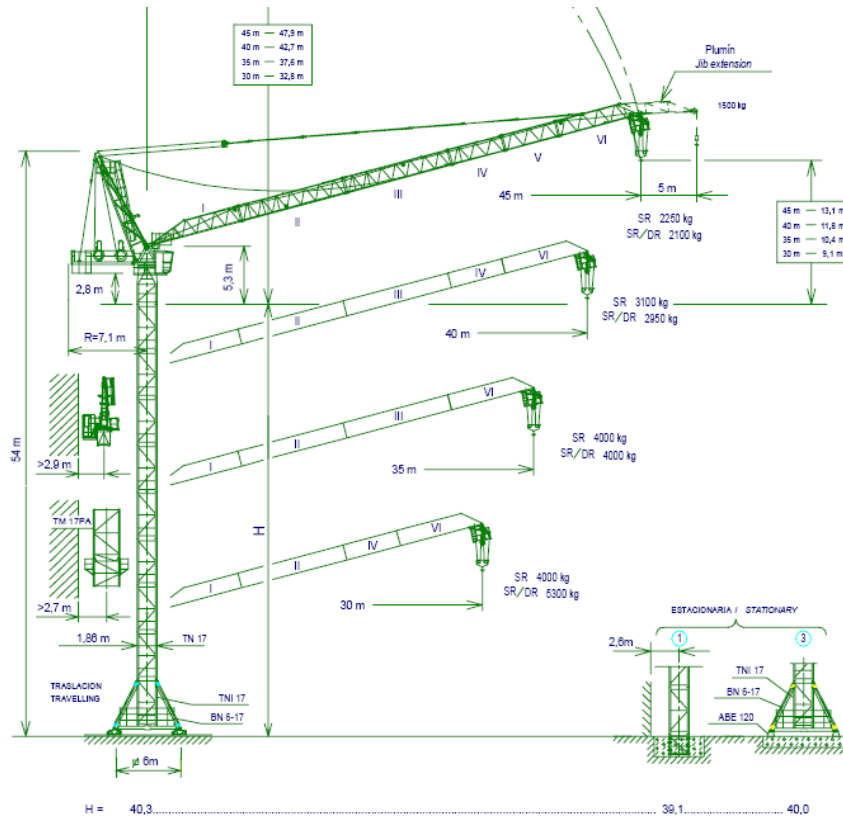 45 m — 47,9 m
40 m — 42,7 m
35 m — 37,6 m
30 m — 32,8 m
Plumín
Jib extension
1500 kg
VI
V
IV
III
II
I
45 m
5 m
SR 2250 kg
SR/DR 2100 kg
45 m — 13,1 m
40 m — 11,8 m
35 m — 10,4 m
30 m — 9,1 m
5,3 m
2,8 m
R=7,1 m
I
II
III
IV
VI
SR 3100 kg
SR/DR 2950 kg
40 m
54 m
>2,9 m
I
II
III
VI
SR 4000 kg
SR/DR 4000 kg
35 m
H
TM 17PA
>2,7 m
I
II
IV
VI
SR 4000 kg
SR/DR 5300 kg
30 m
1,86 m
TN 17
ESTACIONARIA / STATIONARY
2,6m
1
3
TRASLACION
TRAVELLING
TNI 17
BN 6-17
TNI 17
BN 6-17
ABE 120
ø 6m
H = 40,3 39,1 40,0